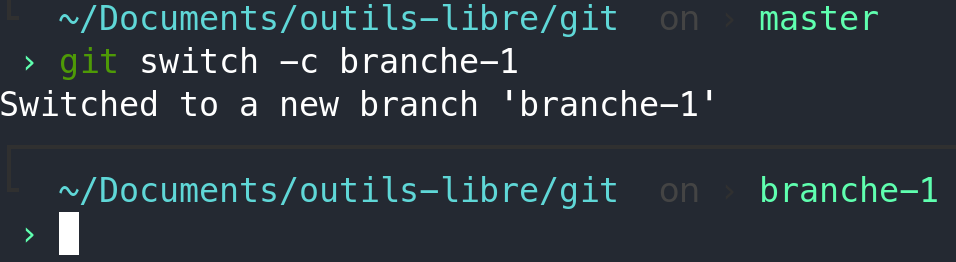 ~/Documents/outils-libre/git on › master
› git switch -c branche-1
Switched to a new branch 'branche-1'
~/Documents/outils-libre/git on › branche-1
›